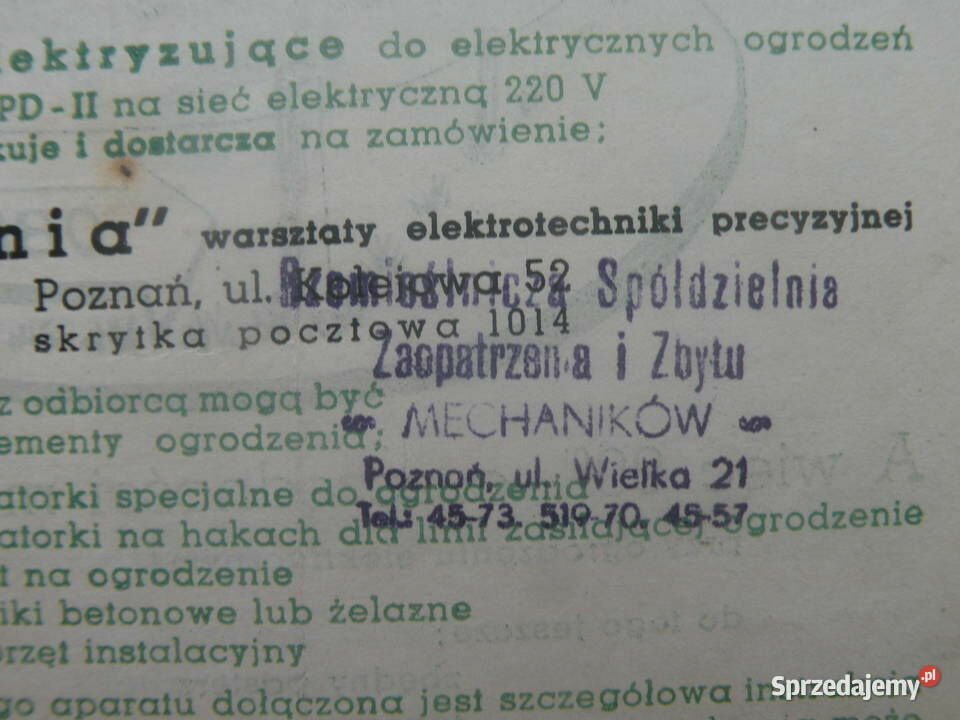 elektryzujące do elektrycznych ogrodzeń
PD-II na sieć elektryczną 220 V
kuje i dostarcza na zamówienie:
nia" warsztaty elektrotechniki precyzyjnej
Poznań, ul. Kolejowa 52
skrytka pocztowa 1014
Rzemieślnicza Spółdzielnia
Zaopatrzenia i Zbytu
MECHANIKÓW
Poznań, ul. Wielka 21
Tel.: 45-73, 519-70, 45-57
z odbiorcą mogą być
ementy ogrodzenia:
atorki specjalne do ogrodzenia
atorki na hakach dla linii zasilającej ogrodzenie
t na ogrodzenie
iki betonowe lub żelazne
przęt instalacyjny
go aparatu dołączona jest szczegółowa
Sprzedajemy.pl